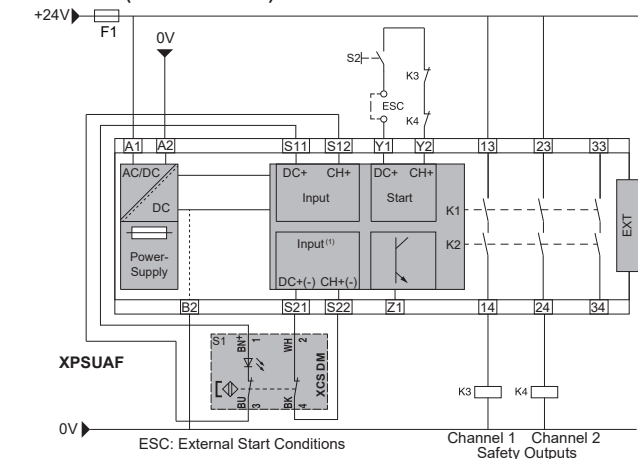 +24V
F1
0V
S2
K3
ESC
K4
A1 A2 S11 S12 Y1 Y2 13 23 33
AC/DC
DC
DC+ CH+
Input
DC+ CH+
Start
K1
K2
EXT
Input(1)
DC+(-) CH+(-)
Power-
Supply
B2 S21 S22 Z1 14 24 34
XPSUAF
S1
BN+ 1
WH 2
XCS DM
BU 3
BK 4
K3
K4
0V
ESC: External Start Conditions
Channel 1 Channel 2
Safety Outputs